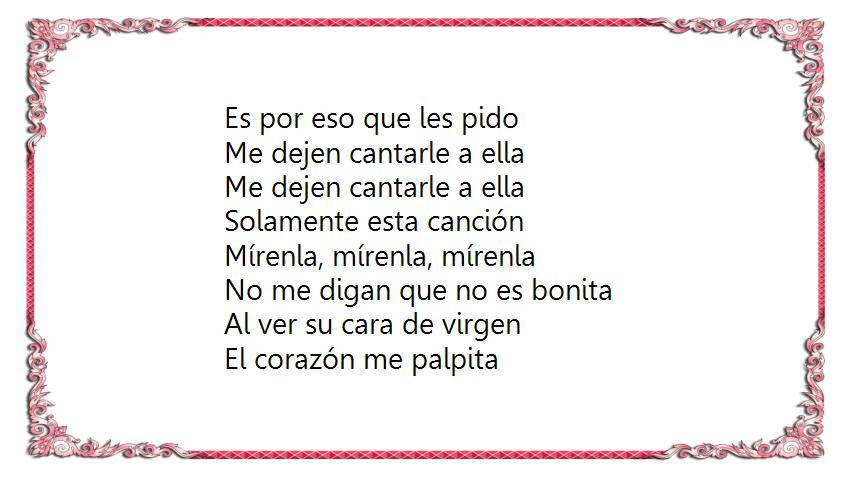 Es por eso que les pido
Me dejen cantarle a ella
Me dejen cantarle a ella
Solamente esta canción
Mírenla, mírenla, mírenla
No me digan que no es bonita
Al ver su cara de virgen
El corazón me palpita